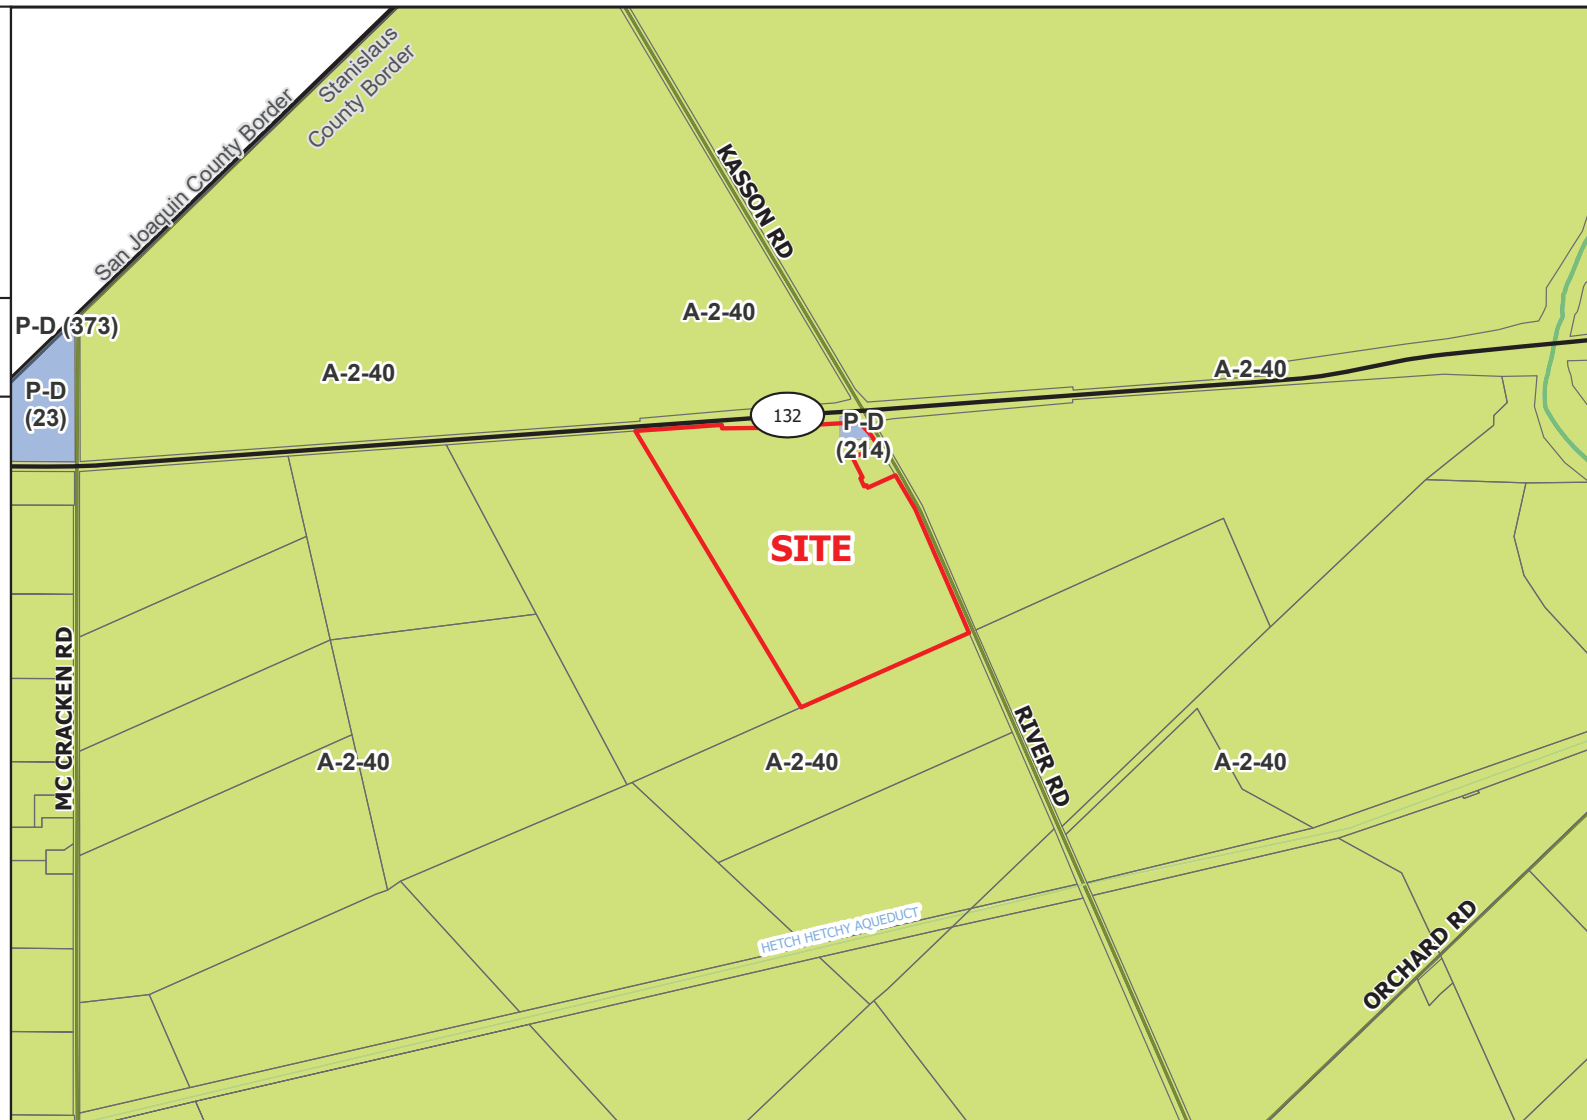 Stanislaus
County Border
San Joaquin County Border
KASSON RD
P-D (373)
A-2-40
A-2-40
A-2-40
P-D
(23)
132
P-D
(214)
SITE
MC CRACKEN RD
RIVER RD
A-2-40
A-2-40
A-2-40
HETCH HETCHY AQUEDUCT
ORCHARD RD